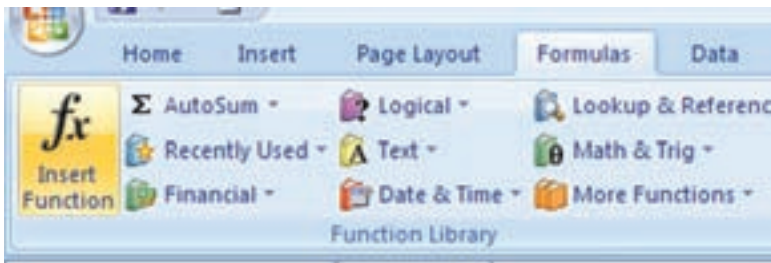 Home Insert Page Layout Formulas Data
fx Σ AutoSum Logical Lookup & Referenc
Insert Recently Used A Text θ Math & Trig
Function Financial Date & Time More Functions
Function Library